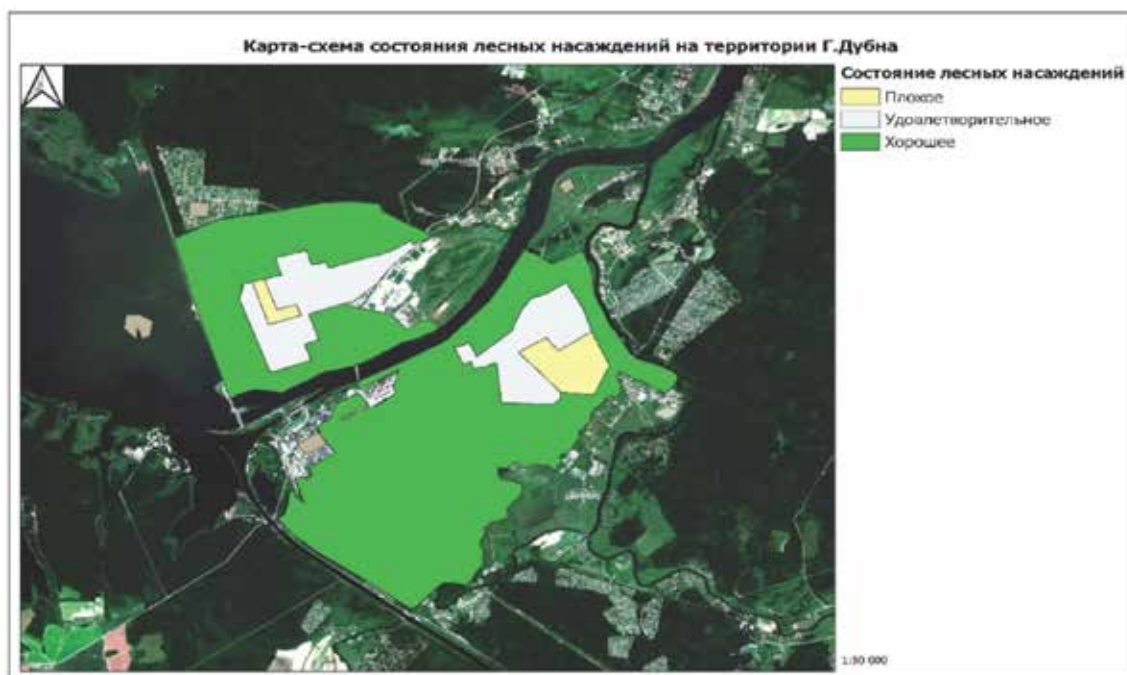 Карта-схема состояния лесных насаждений на территории Г.Дубна
Состояние лесных насаждений
Плохое
Удовлетворительное
Хорошее
1:50 000